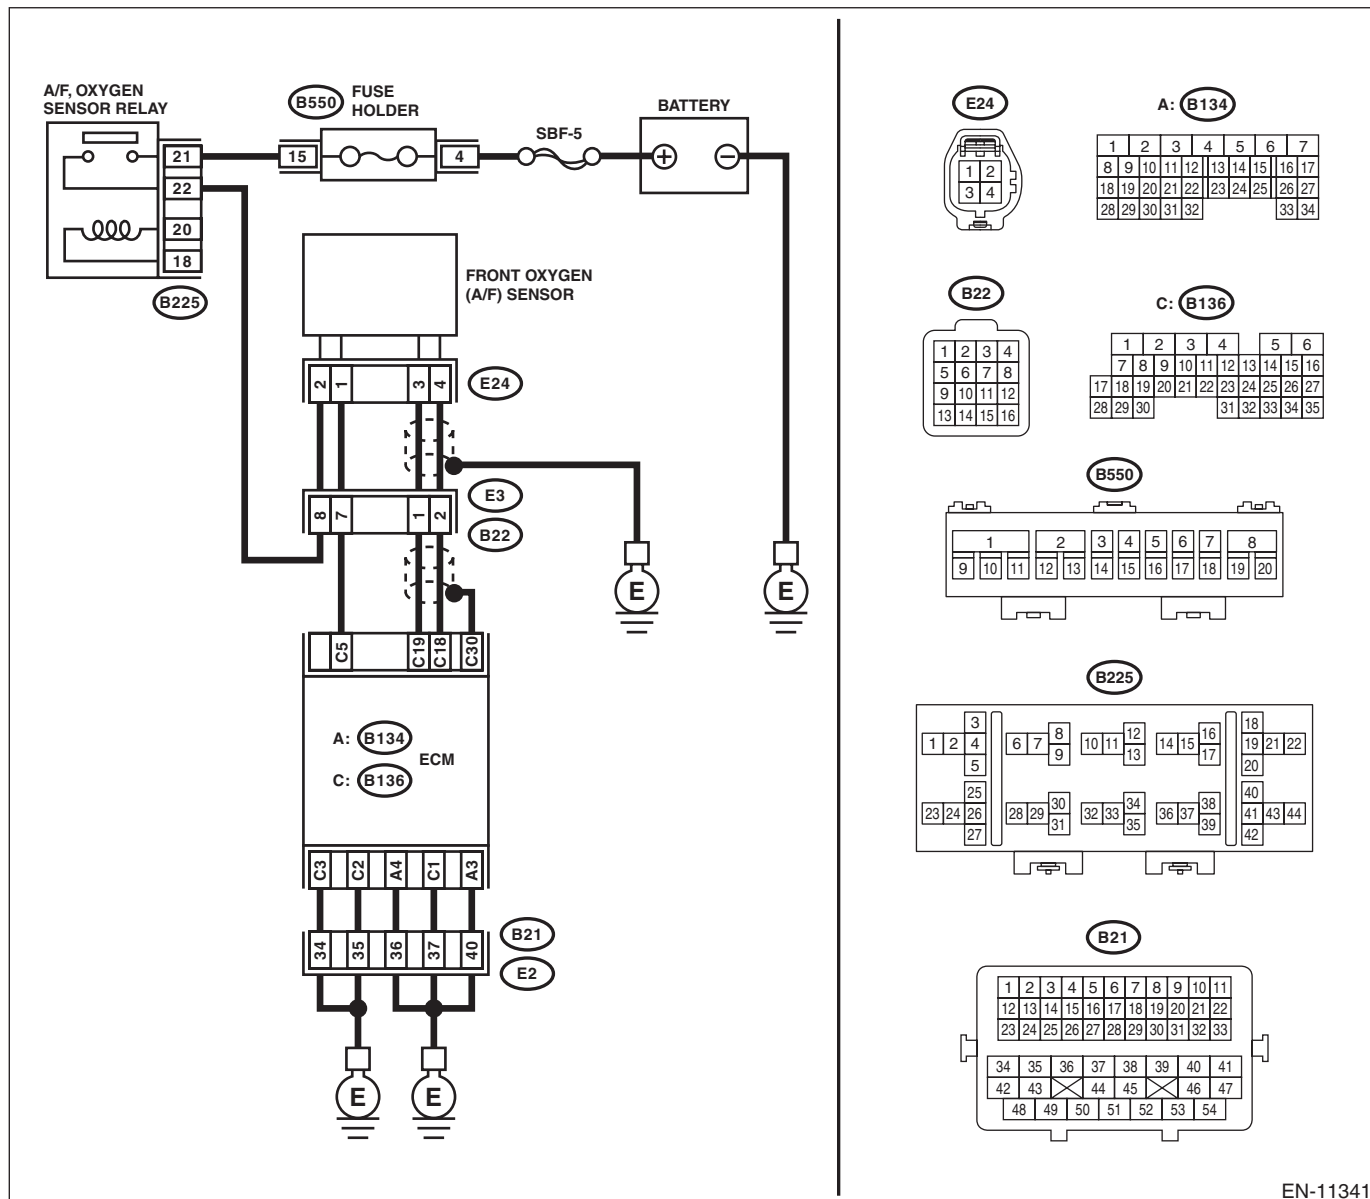 A/F, OXYGEN
SENSOR RELAY
B550
FUSE
HOLDER
SBF-5
BATTERY
21
15
4
22
20
18
B225
FRONT OXYGEN
(A/F) SENSOR
2 1 3 4
E24
8 7 1 2
E3
B22
E
E
C5 C19 C18 C30
A: B134
C: B136
ECM
C3 C2 A4 C1 A3
34 35 36 37 40
B21
E2
E
E
E24
1 2
3 4
A: B134
1 2 3 4 5 6 7
8 9 10 11 12 13 14 15 16 17
18 19 20 21 22 23 24 25 26 27
28 29 30 31 32 33 34
B22
1 2 3 4
5 6 7 8
9 10 11 12
13 14 15 16
C: B136
1 2 3 4 5 6
7 8 9 10 11 12 13 14 15 16
17 18 19 20 21 22 23 24 25 26 27
28 29 30 31 32 33 34 35
B550
1 2 3 4 5 6 7 8
9 10 11 12 13 14 15 16 17 18 19 20
B225
3 8 12 16 18
1 2 4 6 7 10 11 14 15 19 21 22
5 9 13 17 20
25 30 34 38 40
23 24 26 28 29 32 33 36 37 41 43 44
27 31 35 39 42
B21
1 2 3 4 5 6 7 8 9 10 11
12 13 14 15 16 17 18 19 20 21 22
23 24 25 26 27 28 29 30 31 32 33
34 35 36 37 38 39 40 41
42 43 44 45 46 47
48 49 50 51 52 53 54
EN-11341